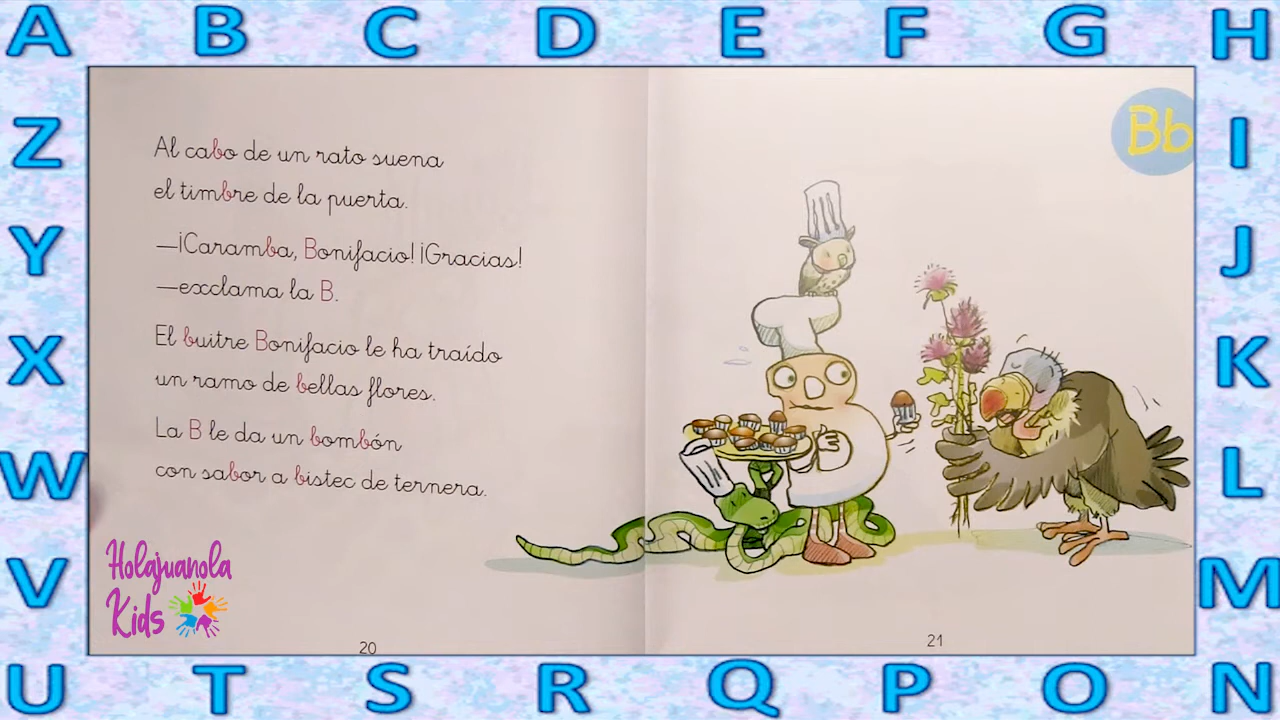 A B C D E F G H
Z I
Y J
X K
W L
V M
U T S R Q P O N
Al cabo de un rato suena
el timbre de la puerta.
—¡Caramba, Bonifacio! ¡Gracias!
—exclama la B.
El buitre Bonifacio le ha traído
un ramo de bellas flores.
La B le da un bombón
con sabor a bistec de ternera.
Holajuanola
Kids
20
Bb
21